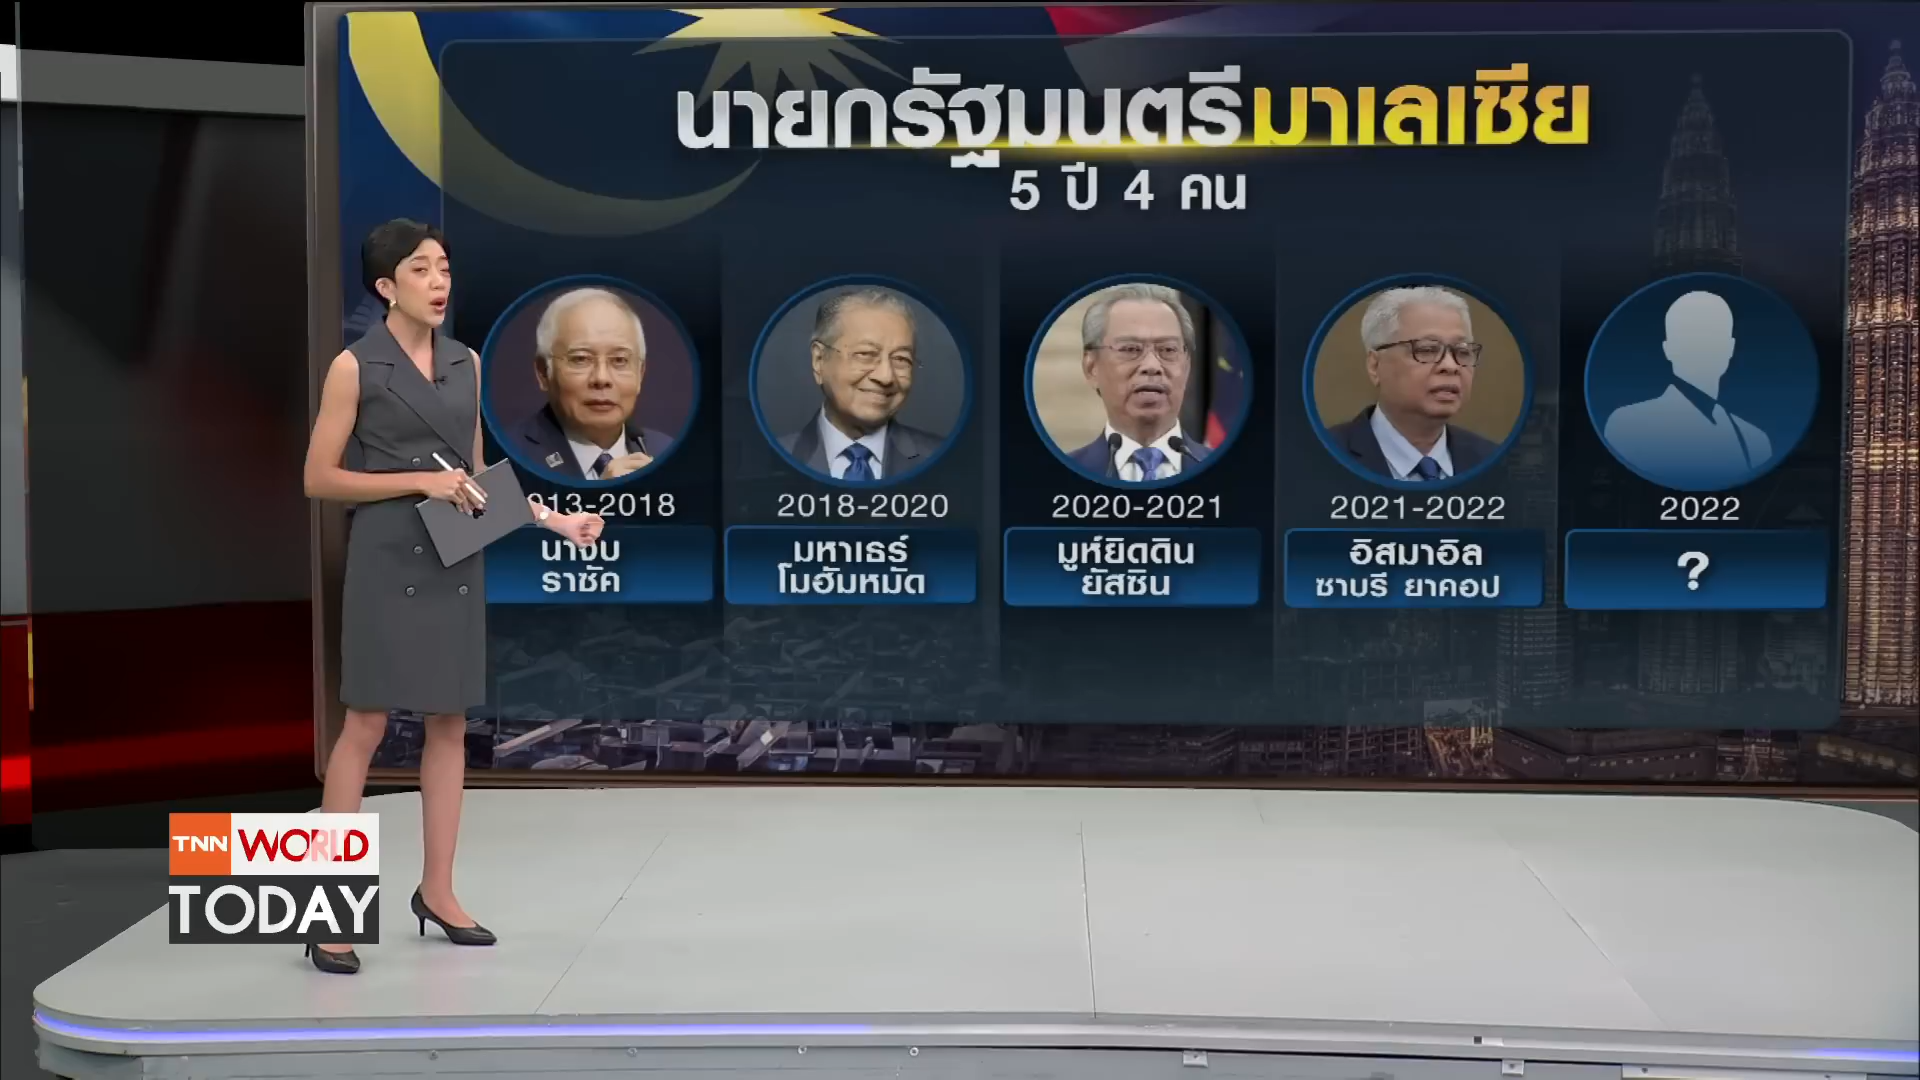 นายกรัฐมนตรีมาเลเซีย
5 ปี 4 คน
13-2018
นาจิบ
ราซัค
2018-2020
มหาเธร์
โมฮัมหมัด
2020-2021
มูห์ยิดดิน
ยัสซิน
2021-2022
อิสมาอิล
ซาบรี ยาคอป
2022
?
TNN WORLD
TODAY